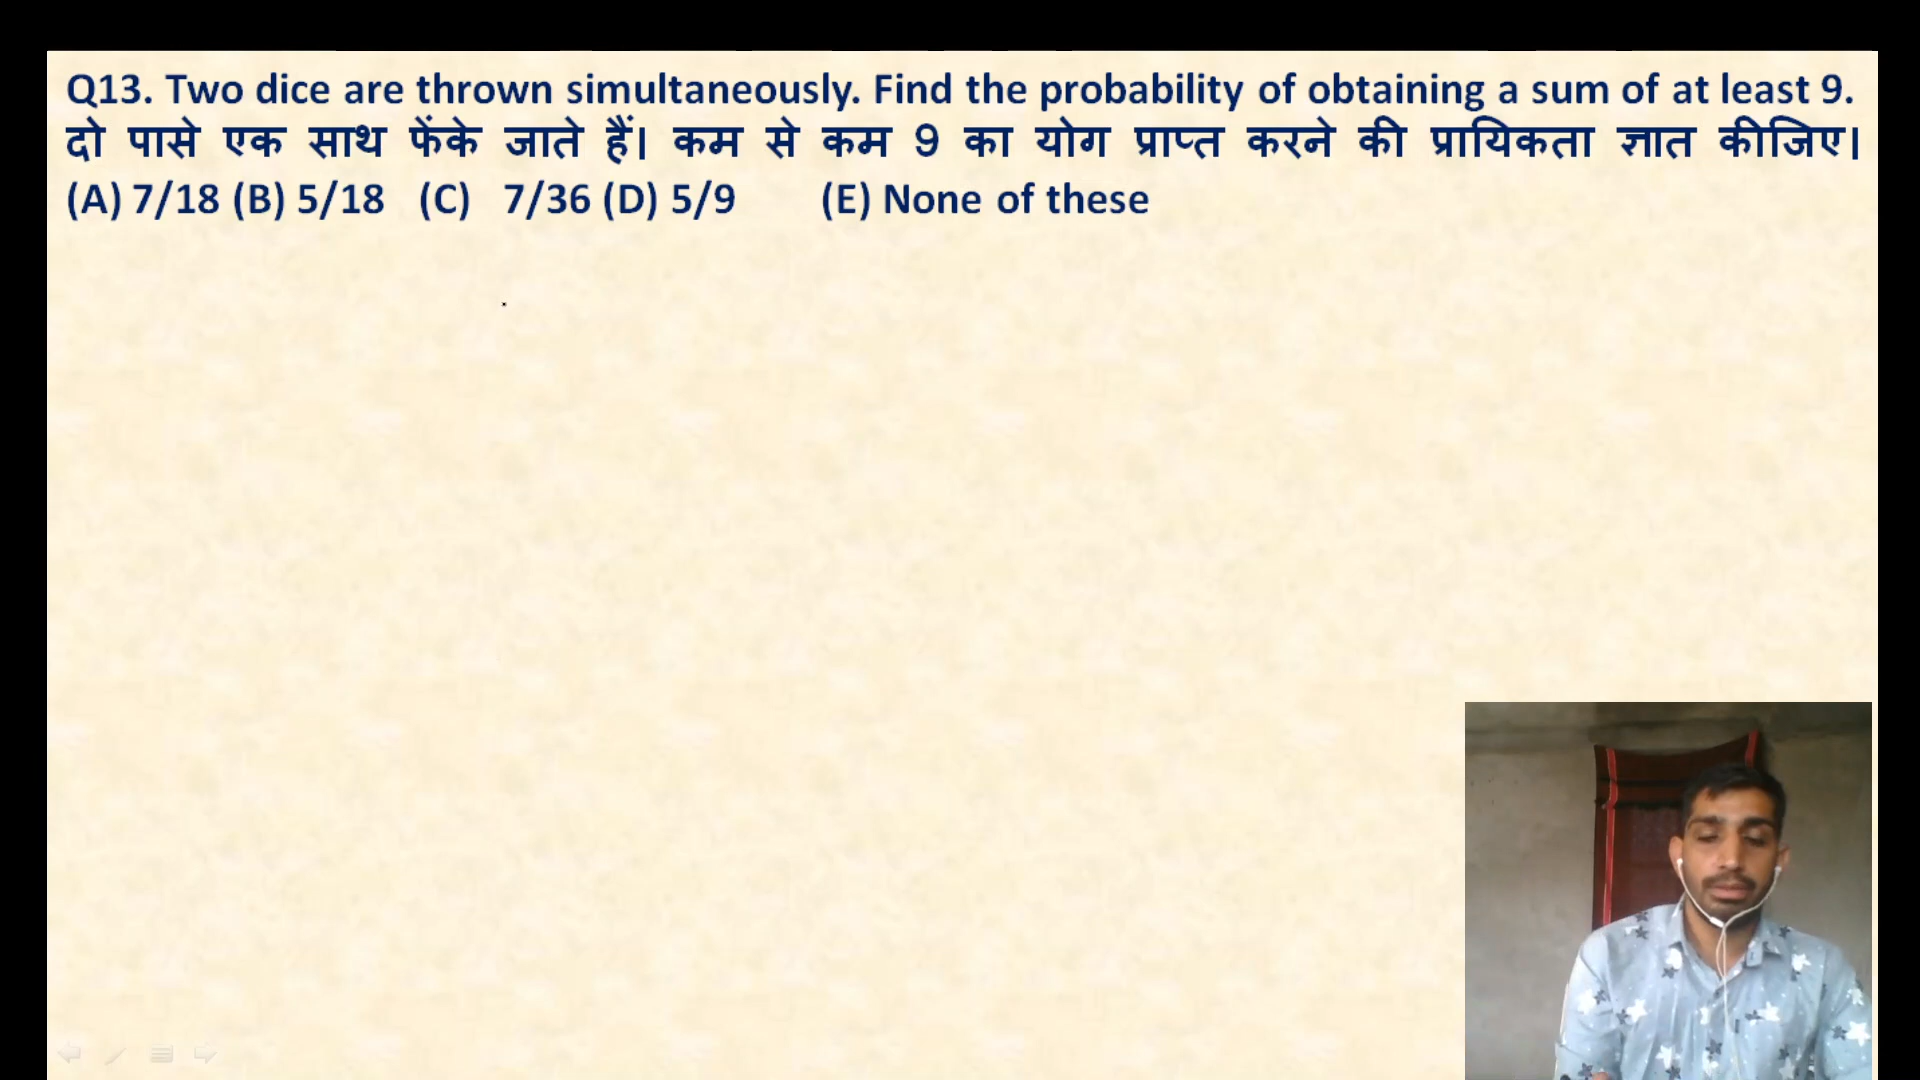 Q13. Two dice are thrown simultaneously. Find the probability of obtaining a sum of at least 9.
दो पासे एक साथ फेंके जाते हैं। कम से कम 9 का योग प्राप्त करने की प्रायिकता ज्ञात कीजिए।
(A) 7/18 (B) 5/18 (C) 7/36 (D) 5/9 (E) None of these